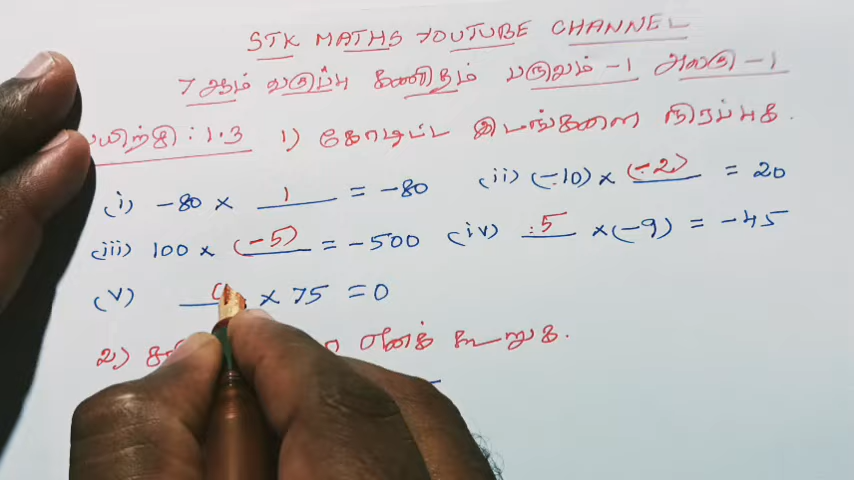 STK MATHS YOUTUBE CHANNEL
7 ஆம் வகுப்பு கணிதம் பருவம் - 1 அலகு - 1
பயிற்சி : 1.3 1) கோடிட்ட இடங்களை நிரப்புக.
(i) -80 × 1 = -80 (ii) (-10) × (-2) = 20
(iii) 100 × (-5) = -500 (iv) 5 × (-9) = -45
(v) × 75 = 0
2) எனக் கூறுக.